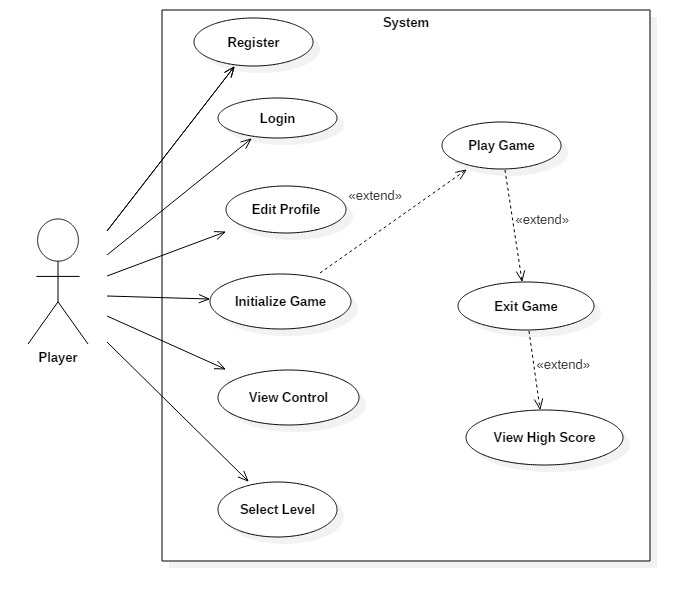 System
Register
Login
Play Game
Edit Profile
«extend»
«extend»
Initialize Game
Exit Game
Player
«extend»
View Control
View High Score
Select Level